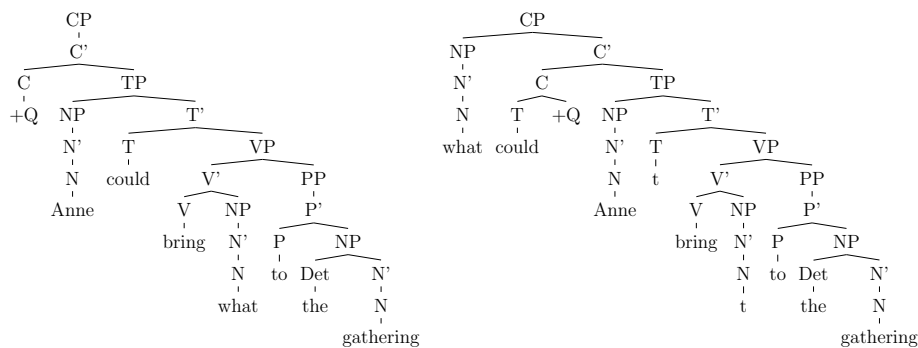 CP CP
C' NP C'
C TP N' C TP
+Q NP T' N T +Q NP T'
N' T VP what could N' T VP
N could V' PP N t V' PP
Anne V NP P' Anne V NP P'
bring N' P NP bring N' P NP
N to Det N' N to Det N'
what the N t the N
gathering gathering